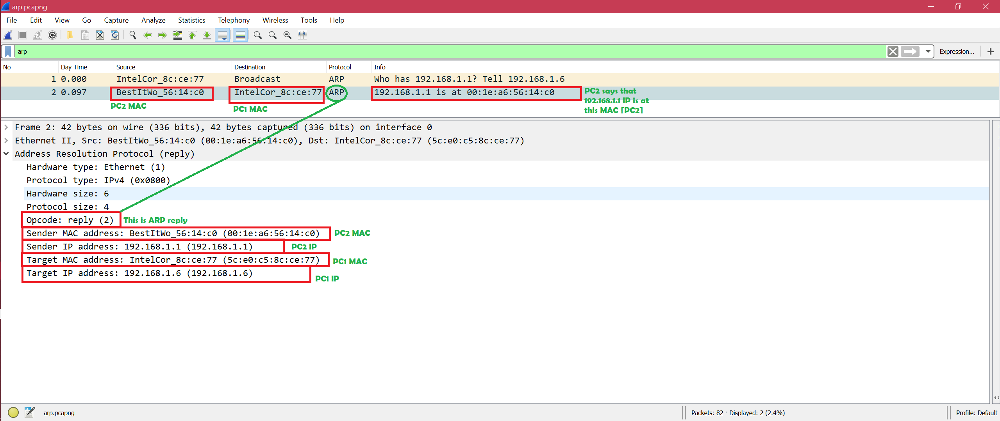 arp.pcapng
File Edit View Go Capture Analyze Statistics Telephony Wireless Tools Help
arp
Expression...
No Day Time Source Destination Protocol Info
1 0.000 IntelCor_8c:ce:77 Broadcast ARP Who has 192.168.1.1? Tell 192.168.1.6
2 0.097 BestItWo_56:14:c0 IntelCor_8c:ce:77 ARP 192.168.1.1 is at 00:1e:a6:56:14:c0
PC2 says that
192.168.1.1 IP is at
this MAC [PC2]
PC2 MAC
PC1 MAC
Frame 2: 42 bytes on wire (336 bits), 42 bytes captured (336 bits) on interface 0
Ethernet II, Src: BestItWo_56:14:c0 (00:1e:a6:56:14:c0), Dst: IntelCor_8c:ce:77 (5c:e0:c5:8c:ce:77)
Address Resolution Protocol (reply)
Hardware type: Ethernet (1)
Protocol type: IPv4 (0x0800)
Hardware size: 6
Protocol size: 4
Opcode: reply (2) This is ARP reply
Sender MAC address: BestItWo_56:14:c0 (00:1e:a6:56:14:c0) PC2 MAC
Sender IP address: 192.168.1.1 (192.168.1.1) PC2 IP
Target MAC address: IntelCor_8c:ce:77 (5c:e0:c5:8c:ce:77) PC1 MAC
Target IP address: 192.168.1.6 (192.168.1.6) PC1 IP
arp.pcapng
Packets: 82 · Displayed: 2 (2.4%)
Profile: Default